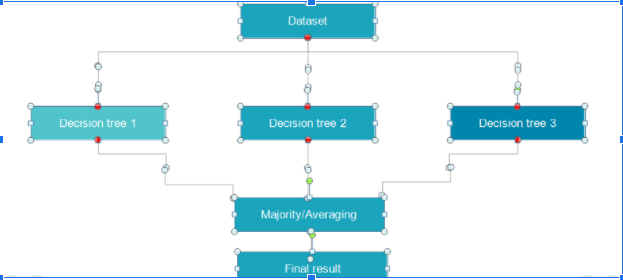 Dataset
Decision tree 1
Decision tree 2
Decision tree 3
Majority/Averaging
Final result